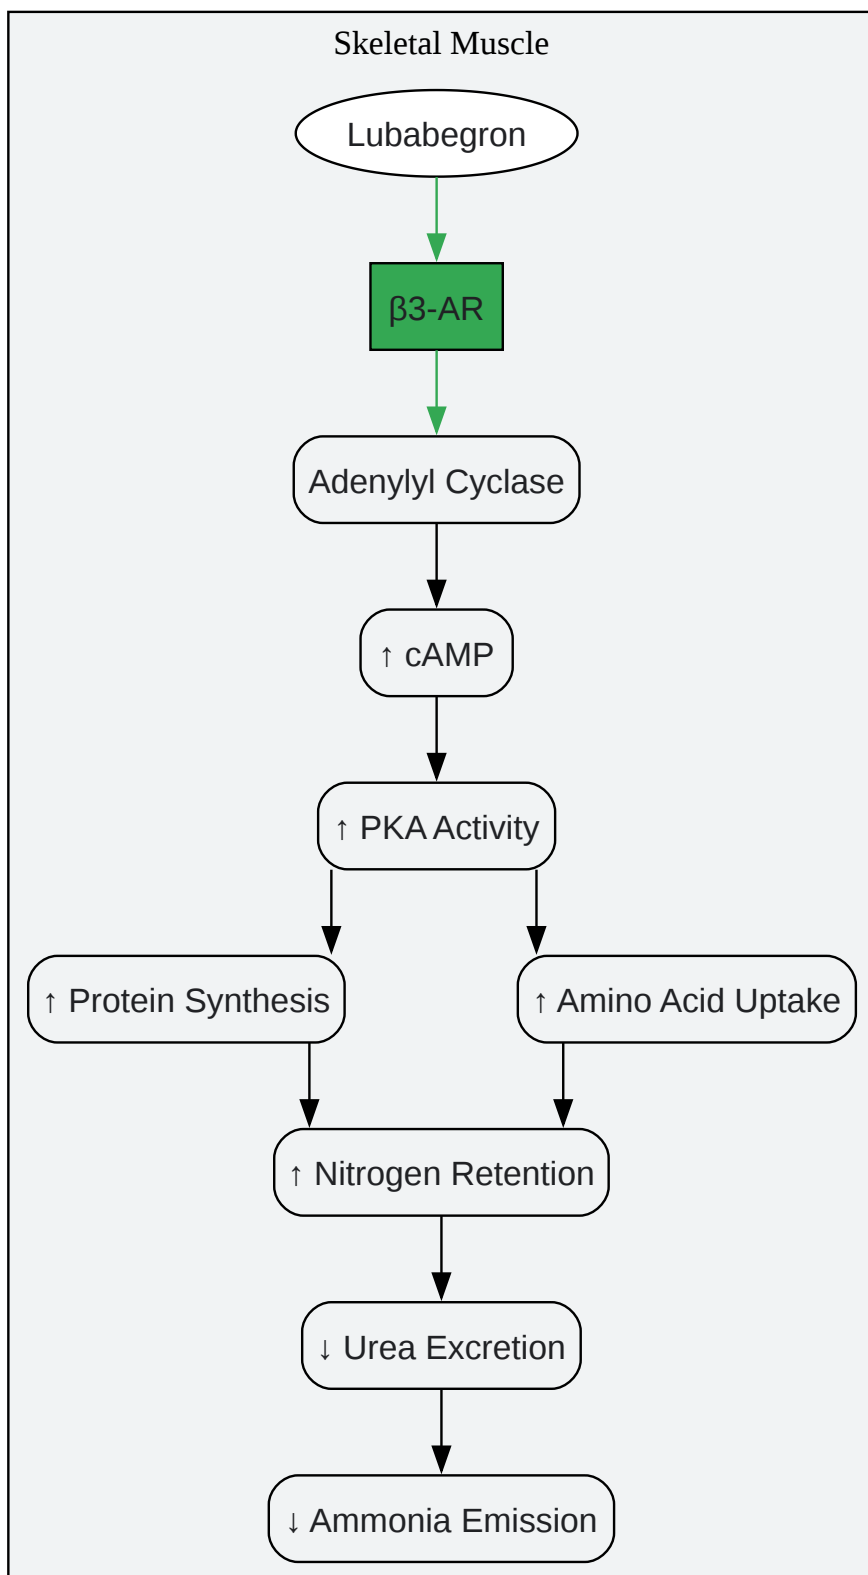 Skeletal Muscle
Lubabegron
β3-AR
Adenylyl Cyclase
↑ cAMP
↑ PKA Activity
↑ Protein Synthesis
↑ Amino Acid Uptake
↑ Nitrogen Retention
↓ Urea Excretion
↓ Ammonia Emission